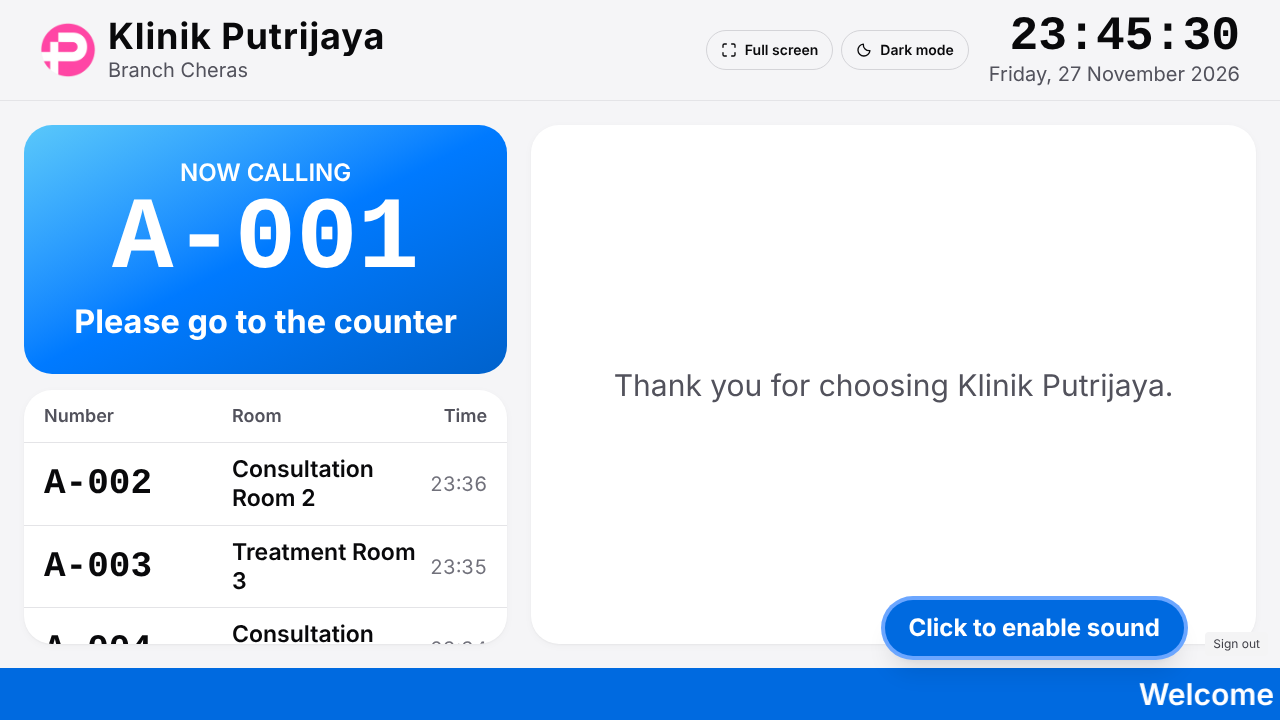 Klinik Putrijaya
Branch Cheras
Full screen
Dark mode
23:45:30
Friday, 27 November 2026
NOW CALLING
A-001
Please go to the counter
Number Room Time
A-002 Consultation Room 2 23:36
A-003 Treatment Room 3 23:35
Consultation
Thank you for choosing Klinik Putrijaya.
Click to enable sound
Sign out
Welcome